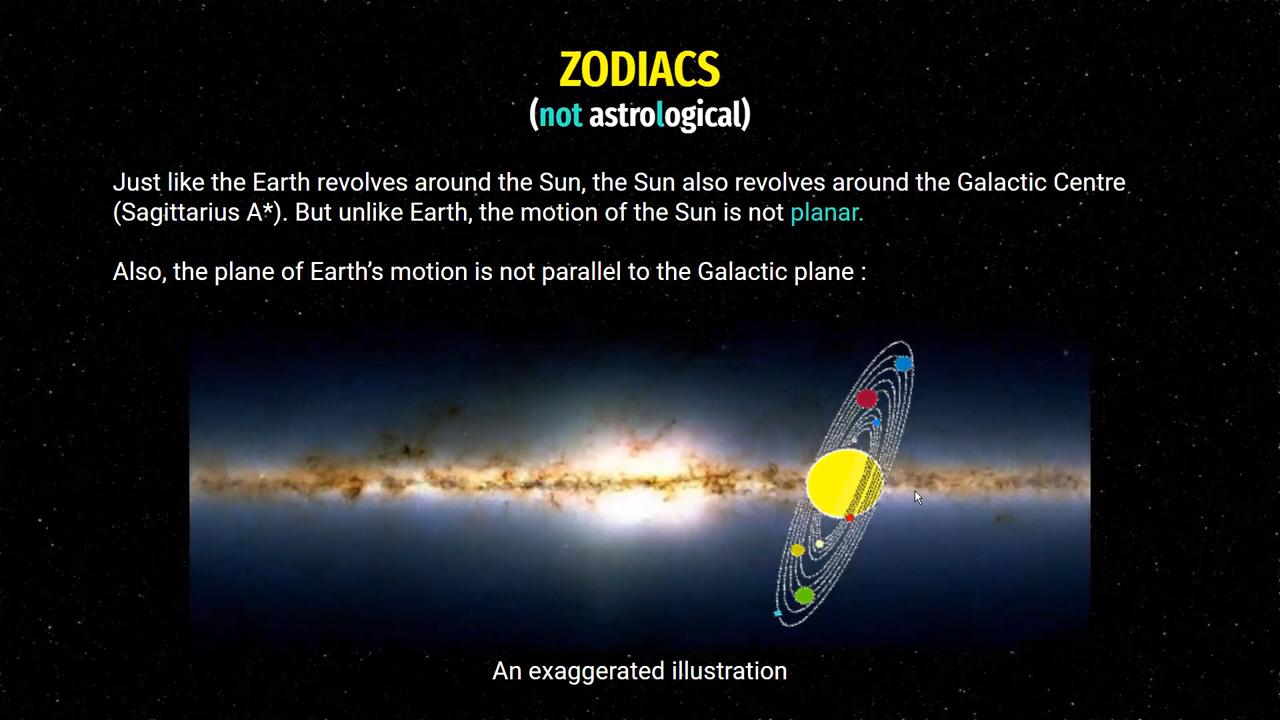 ZODIACS
(not astrological)
Just like the Earth revolves around the Sun, the Sun also revolves around the Galactic Centre
(Sagittarius A*). But unlike Earth, the motion of the Sun is not planar.
Also, the plane of Earth’s motion is not parallel to the Galactic plane :
An exaggerated illustration